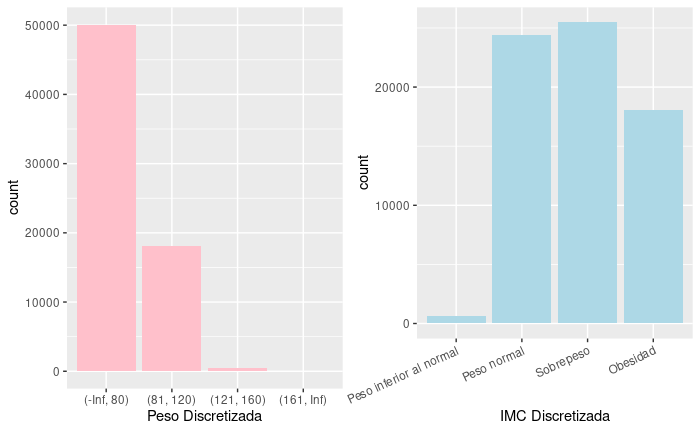 50000
40000
30000
20000
10000
0
count
(-Inf, 80)
(81, 120)
(121, 160)
(161, Inf)
Peso Discretizada
20000
10000
0
count
Peso inferior al normal
Peso normal
Sobrepeso
Obesidad
IMC Discretizada